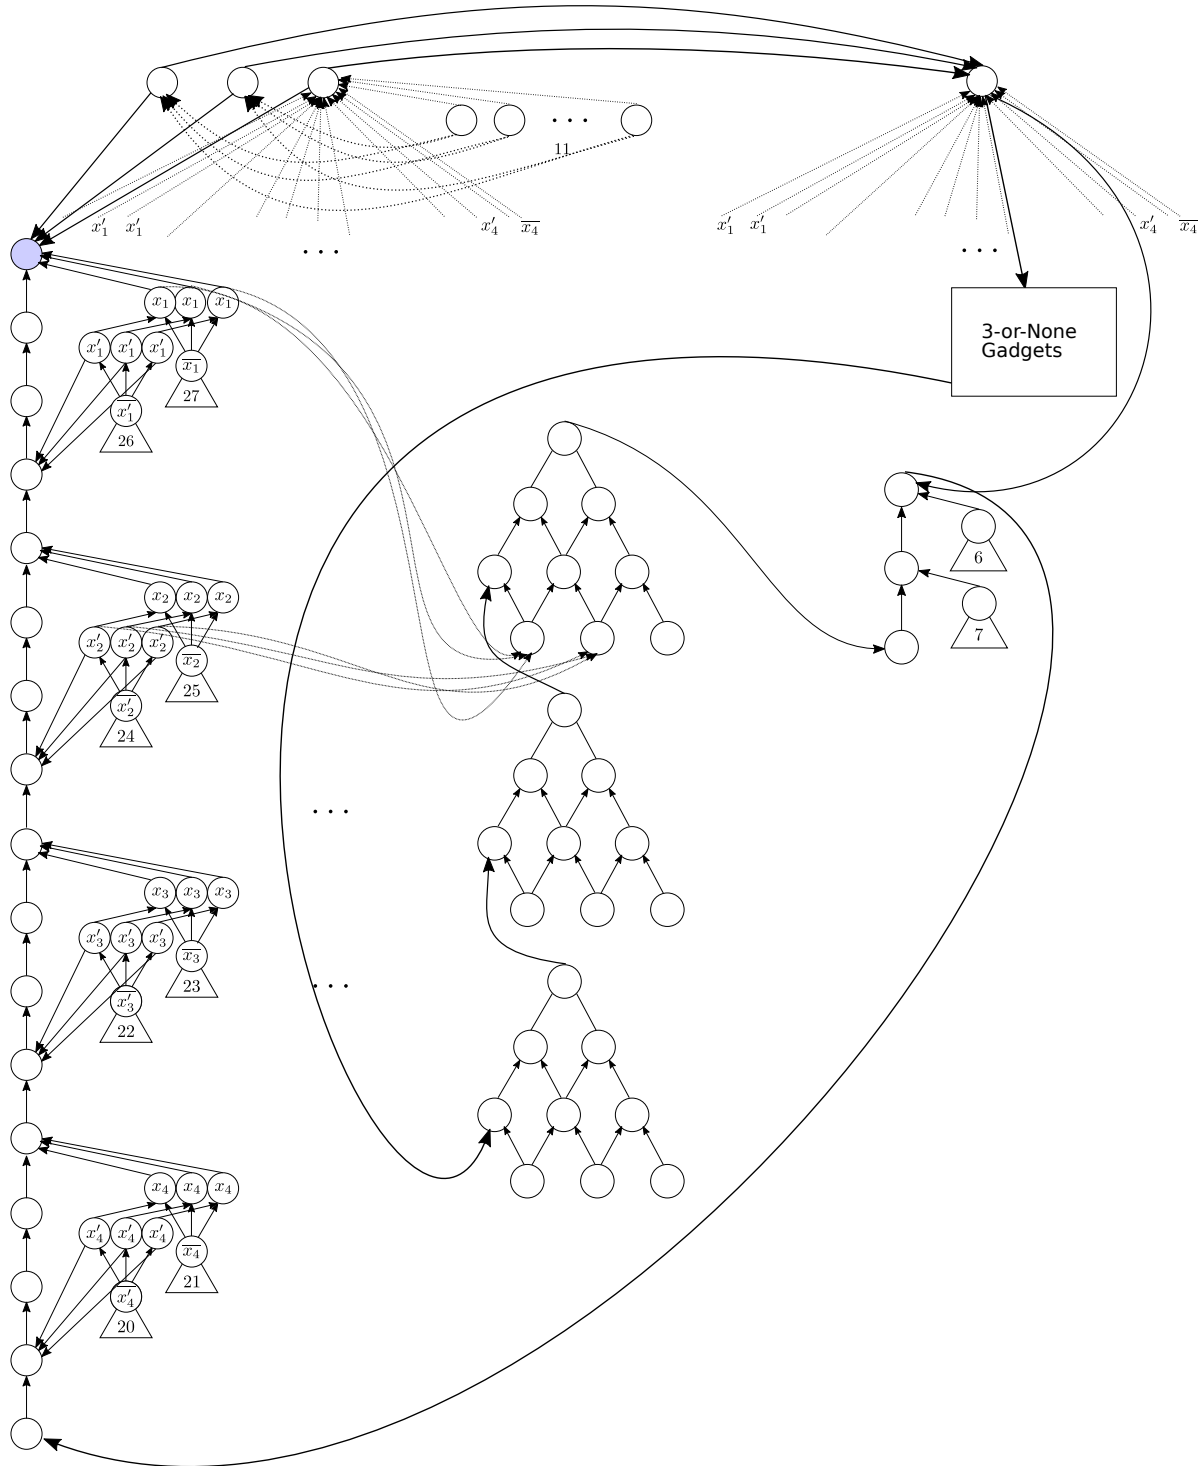 . . .
11
x′₁ x′₁ x′₄ x̅₄
. . .
x′₁ x′₁ x′₄ x̅₄
. . .
x₁ x₁ x₁
x′₁ x′₁ x′₁
x̅₁
27
x̅′₁
26
3-or-None
Gadgets
x₂ x₂ x₂
x′₂ x′₂ x′₂
x̅₂
25
x̅′₂
24
6
7
. . .
x₃ x₃ x₃
x′₃ x′₃ x′₃
x̅₃
23
x̅′₃
22
. . .
x₄ x₄ x₄
x′₄ x′₄ x′₄
x̅₄
21
x̅′₄
20